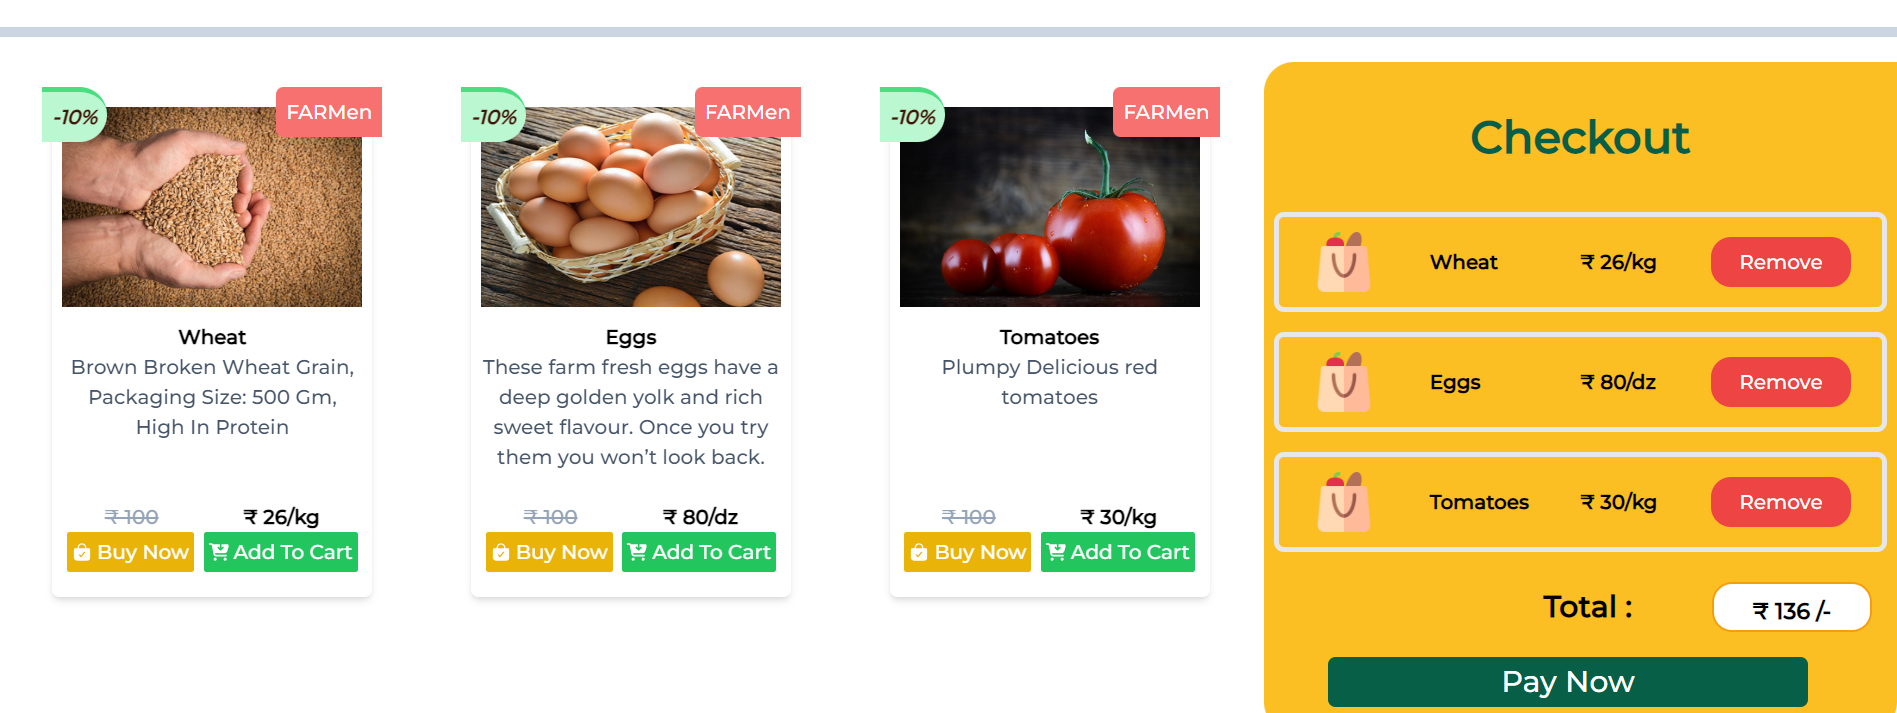 -10%
FARMen
Wheat
Brown Broken Wheat Grain,
Packaging Size: 500 Gm,
High In Protein
₹ 100
₹ 26/kg
Buy Now
Add To Cart
-10%
FARMen
Eggs
These farm fresh eggs have a
deep golden yolk and rich
sweet flavour. Once you try
them you won’t look back.
₹ 100
₹ 80/dz
Buy Now
Add To Cart
-10%
FARMen
Tomatoes
Plumpy Delicious red
tomatoes
₹ 100
₹ 30/kg
Buy Now
Add To Cart
Checkout
Wheat ₹ 26/kg Remove
Eggs ₹ 80/dz Remove
Tomatoes ₹ 30/kg Remove
Total : ₹ 136 /-
Pay Now